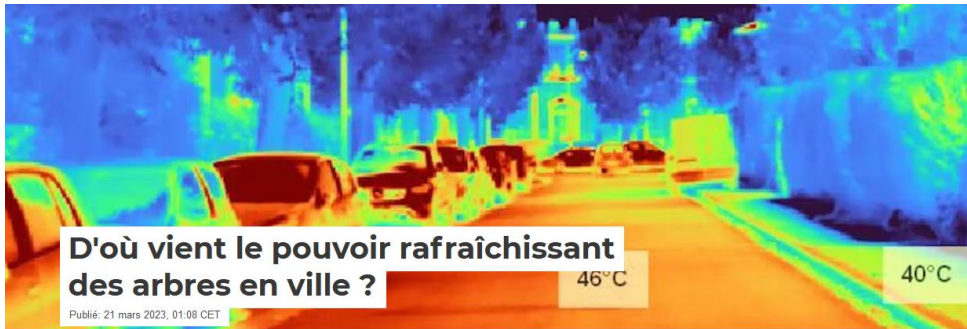 D'où vient le pouvoir rafraîchissant
des arbres en ville ?
Publié: 21 mars 2023, 01:08 CET
46°C
40°C